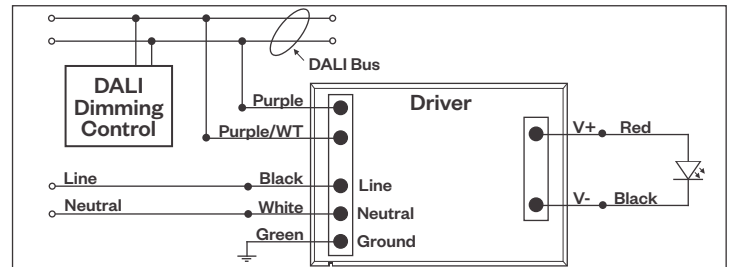 DALI Bus
DALI
Dimming
Control
Driver
Purple
Purple/WT
V+ Red
Line Black Line
Neutral White Neutral
V- Black
Green Ground